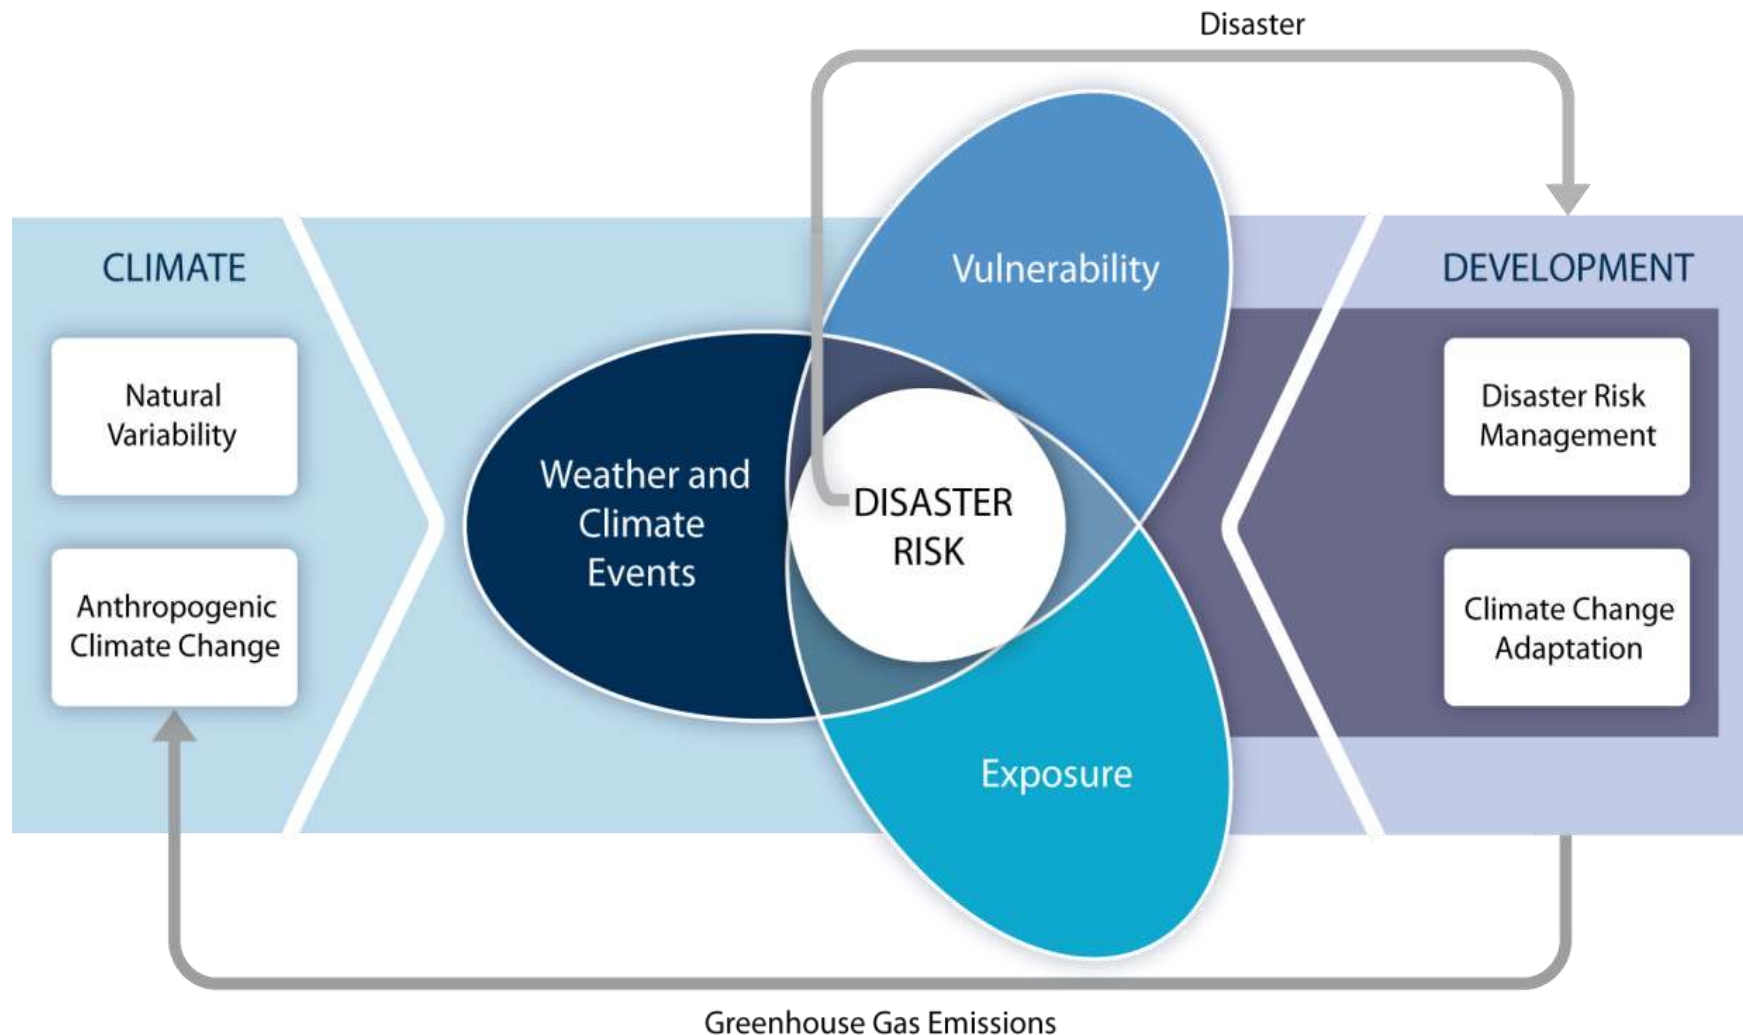 Disaster
CLIMATE
Natural
Variability
Anthropogenic
Climate Change
Weather and
Climate
Events
Vulnerability
DISASTER
RISK
Exposure
DEVELOPMENT
Disaster Risk
Management
Climate Change
Adaptation
Greenhouse Gas Emissions